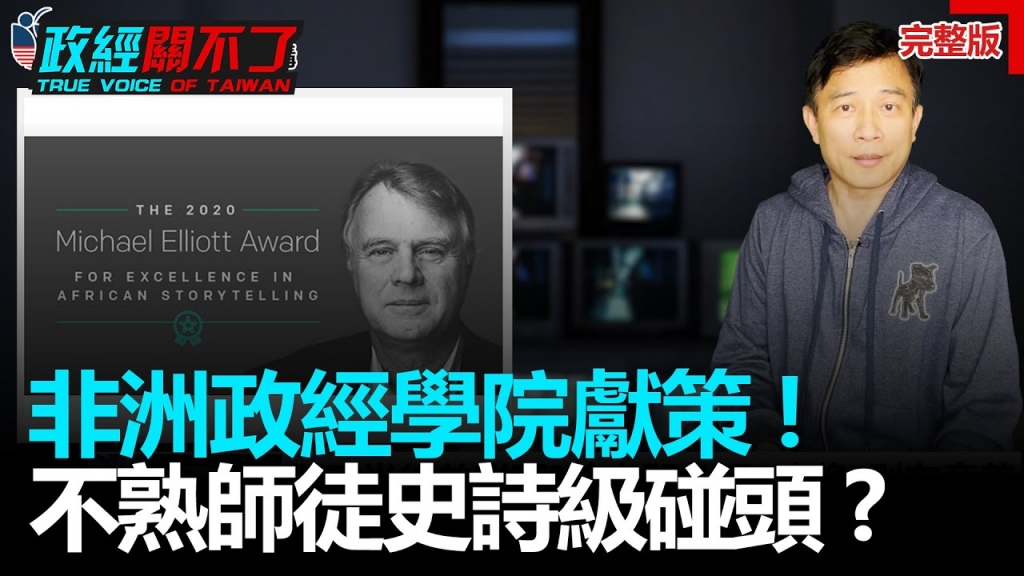 政經關不了
TRUE VOICE OF TAIWAN
完整版
THE 2020
Michael Elliott Award
FOR EXCELLENCE IN
AFRICAN STORYTELLING
非洲政經學院獻策！
不熟師徒史詩級碰頭？